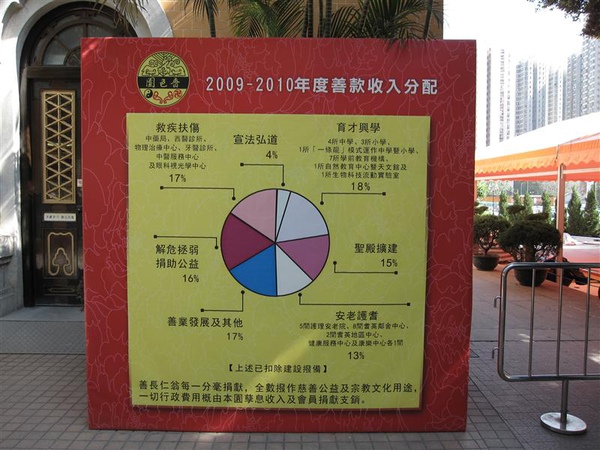 嗇色園
2009-2010年度善款收入分配
救疾扶傷
中藥局、西醫診所、
物理治療中心、牙醫診所、
中醫服務中心
及眼科視光學中心
17%
宣法弘道
4%
育才興學
4所中學、3所小學、
1所「一條龍」模式運作中學暨小學、
7所學前教育機構、
1所自然教育中心暨天文館及
1所生物科技流動實驗室
18%
解危拯弱
捐助公益
16%
聖殿擴建
15%
善業發展及其他
17%
安老護耆
5間護理安老院、8間耆英鄰舍中心、
2間耆英地區中心、
健康服務中心及康樂中心各1間
13%
【上述已扣除建設撥備】
善長仁翁每一分毫捐獻，全數撥作慈善公益及宗教文化用途，
一切行政費用概由本園孳息收入及會員捐獻支銷。